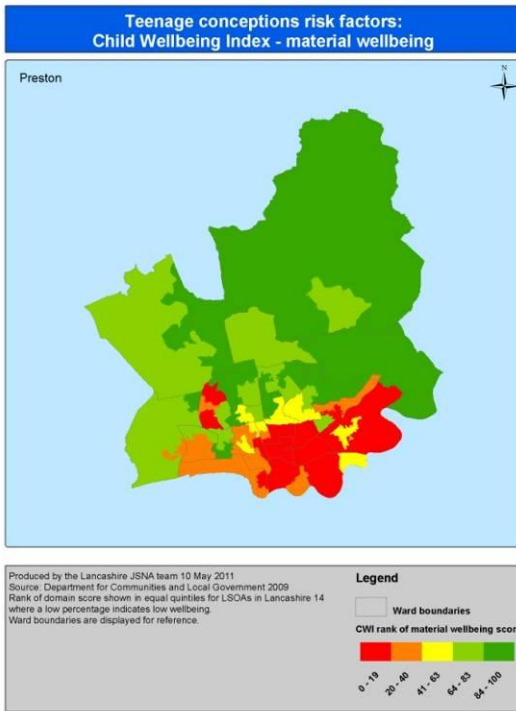 Teenage conceptions risk factors:
Child Wellbeing Index - material wellbeing
Preston
N
Produced by the Lancashire JSNA team 10 May 2011
Source: Department for Communities and Local Government 2009
Rank of domain score shown in equal quintiles for LSOAs in Lancashire 14
where a low percentage indicates low wellbeing.
Ward boundaries are displayed for reference.
Legend
Ward boundaries
CWI rank of material wellbeing score
0 - 19
20 - 40
41 - 63
64 - 83
84 - 100